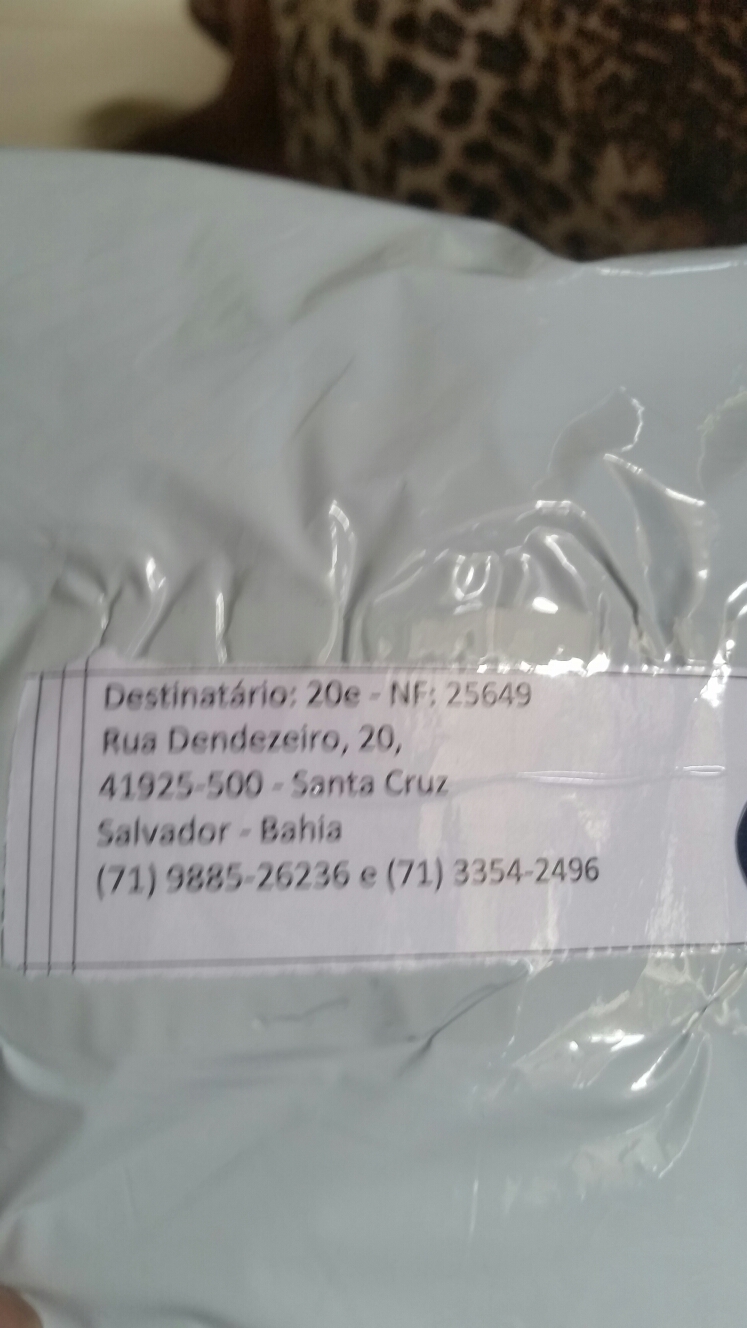 Destinatário: 20e - NF: 25649
Rua Dendezeiro, 20,
41925-500 - Santa Cruz
Salvador - Bahia
(71) 9885-26236 e (71) 3354-2496